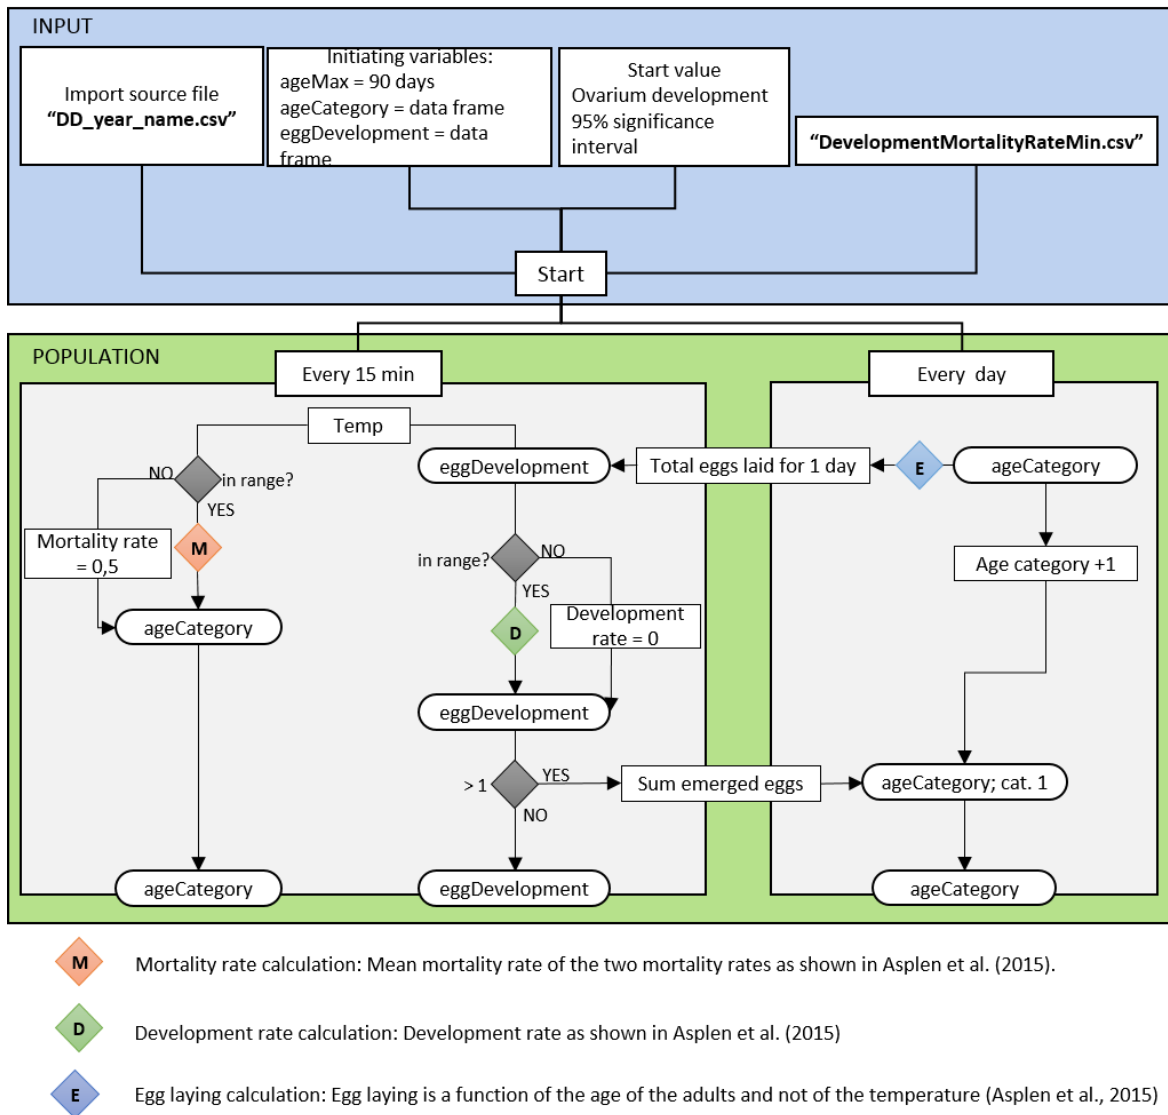 INPUT
Import source file
“DD_year_name.csv”
Initiating variables:
ageMax = 90 days
ageCategory = data frame
eggDevelopment = data
frame
Start value
Ovarium development
95% significance
interval
“DevelopmentMortalityRateMin.csv”
Start
POPULATION
Every 15 min
Temp
NO
in range?
YES
Mortality rate
= 0,5
M
ageCategory
ageCategory
eggDevelopment
in range?
NO
YES
D
Development
rate = 0
eggDevelopment
> 1
YES
NO
eggDevelopment
Total eggs laid for 1 day
Sum emerged eggs
Every day
E
ageCategory
Age category +1
ageCategory; cat. 1
ageCategory
M
Mortality rate calculation: Mean mortality rate of the two mortality rates as shown in Asplen et al. (2015).
D
Development rate calculation: Development rate as shown in Asplen et al. (2015)
E
Egg laying calculation: Egg laying is a function of the age of the adults and not of the temperature (Asplen et al., 2015)